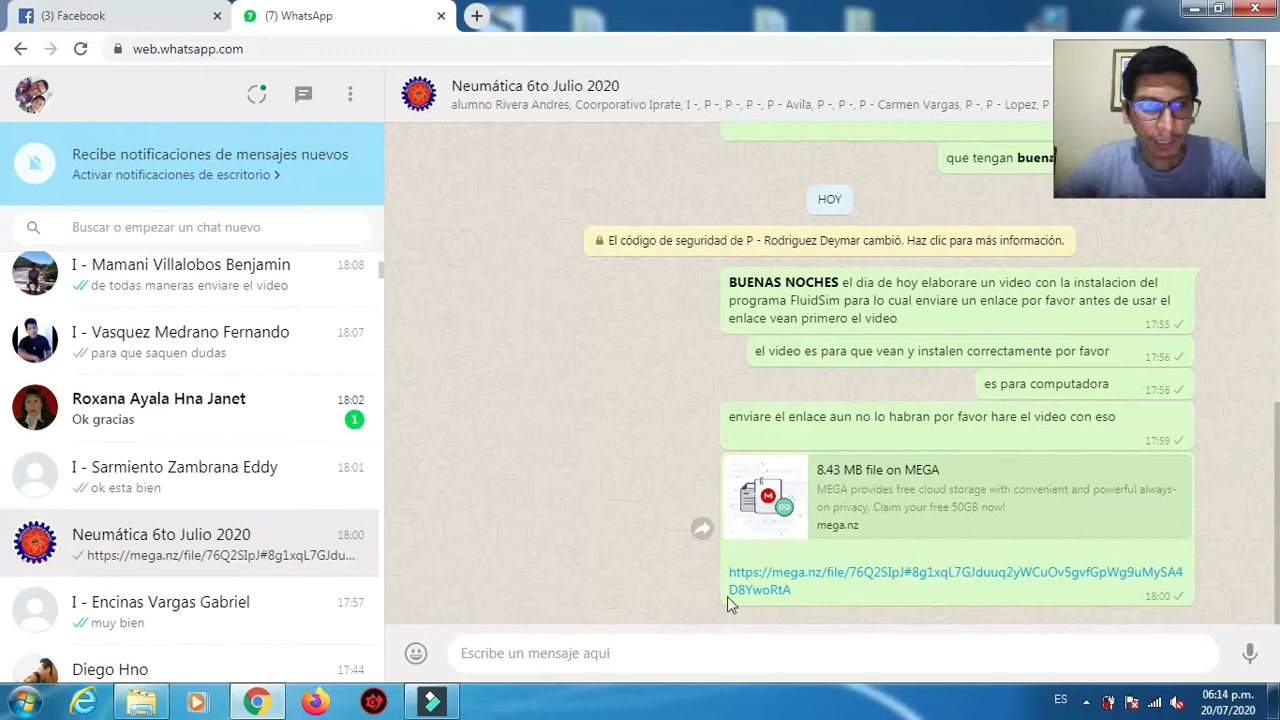 (3) Facebook
(7) WhatsApp
web.whatsapp.com
Recibe notificaciones de mensajes nuevos
Activar notificaciones de escritorio >
Buscar o empezar un chat nuevo
I - Mamani Villalobos Benjamin 18:08
de todas maneras enviare el video
I - Vasquez Medrano Fernando 18:07
para que saquen dudas
Roxana Ayala Hna Janet 18:02
Ok gracias 1
I - Sarmiento Zambrana Eddy 18:01
ok esta bien
Neumática 6to Julio 2020 18:00
https://mega.nz/file/76Q2SIpJ#8g1xqL7GJdu...
I - Encinas Vargas Gabriel 17:57
muy bien
Diego Hno 17:44
Neumática 6to Julio 2020
alumno Rivera Andres, Coorporativo Iprate, I -, P -, P -, P - Avila, P -, P -, P - Carmen Vargas, P -, P - Lopez, P
que tengan buena
HOY
El código de seguridad de P - Rodriguez Deymar cambió. Haz clic para más información.
BUENAS NOCHES el dia de hoy elaborare un video con la instalacion del
programa FluidSim para lo cual enviare un enlace por favor antes de usar el
enlace vean primero el video
17:55
el video es para que vean y instalen correctamente por favor 17:56
es para computadora 17:56
enviare el enlace aun no lo habran por favor hare el video con eso
17:59
8.43 MB file on MEGA
MEGA provides free cloud storage with convenient and powerful always-
on privacy. Claim your free 50GB now!
mega.nz
https://mega.nz/file/76Q2SIpJ#8g1xqL7GJduuq2yWCuOv5gvfGpWg9uMySA4
D8YwoRtA
18:00
Escribe un mensaje aquí
ES
06:14 p.m.
20/07/2020